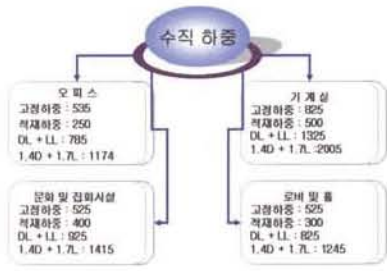 수직 하중
오 피 스
고정하중 : 535
적재하중 : 250
DL + LL : 785
1.4D + 1.7L : 1174
기 계 실
고정하중 : 825
적재하중 : 500
DL + LL : 1325
1.4D + 1.7L : 2005
문화 및 집회시설
고정하중 : 525
적재하중 : 400
DL + LL : 925
1.4D + 1.7L : 1415
로비 및 홀
고정하중 : 525
적재하중 : 300
DL + LL : 825
1.4D + 1.7L : 1245